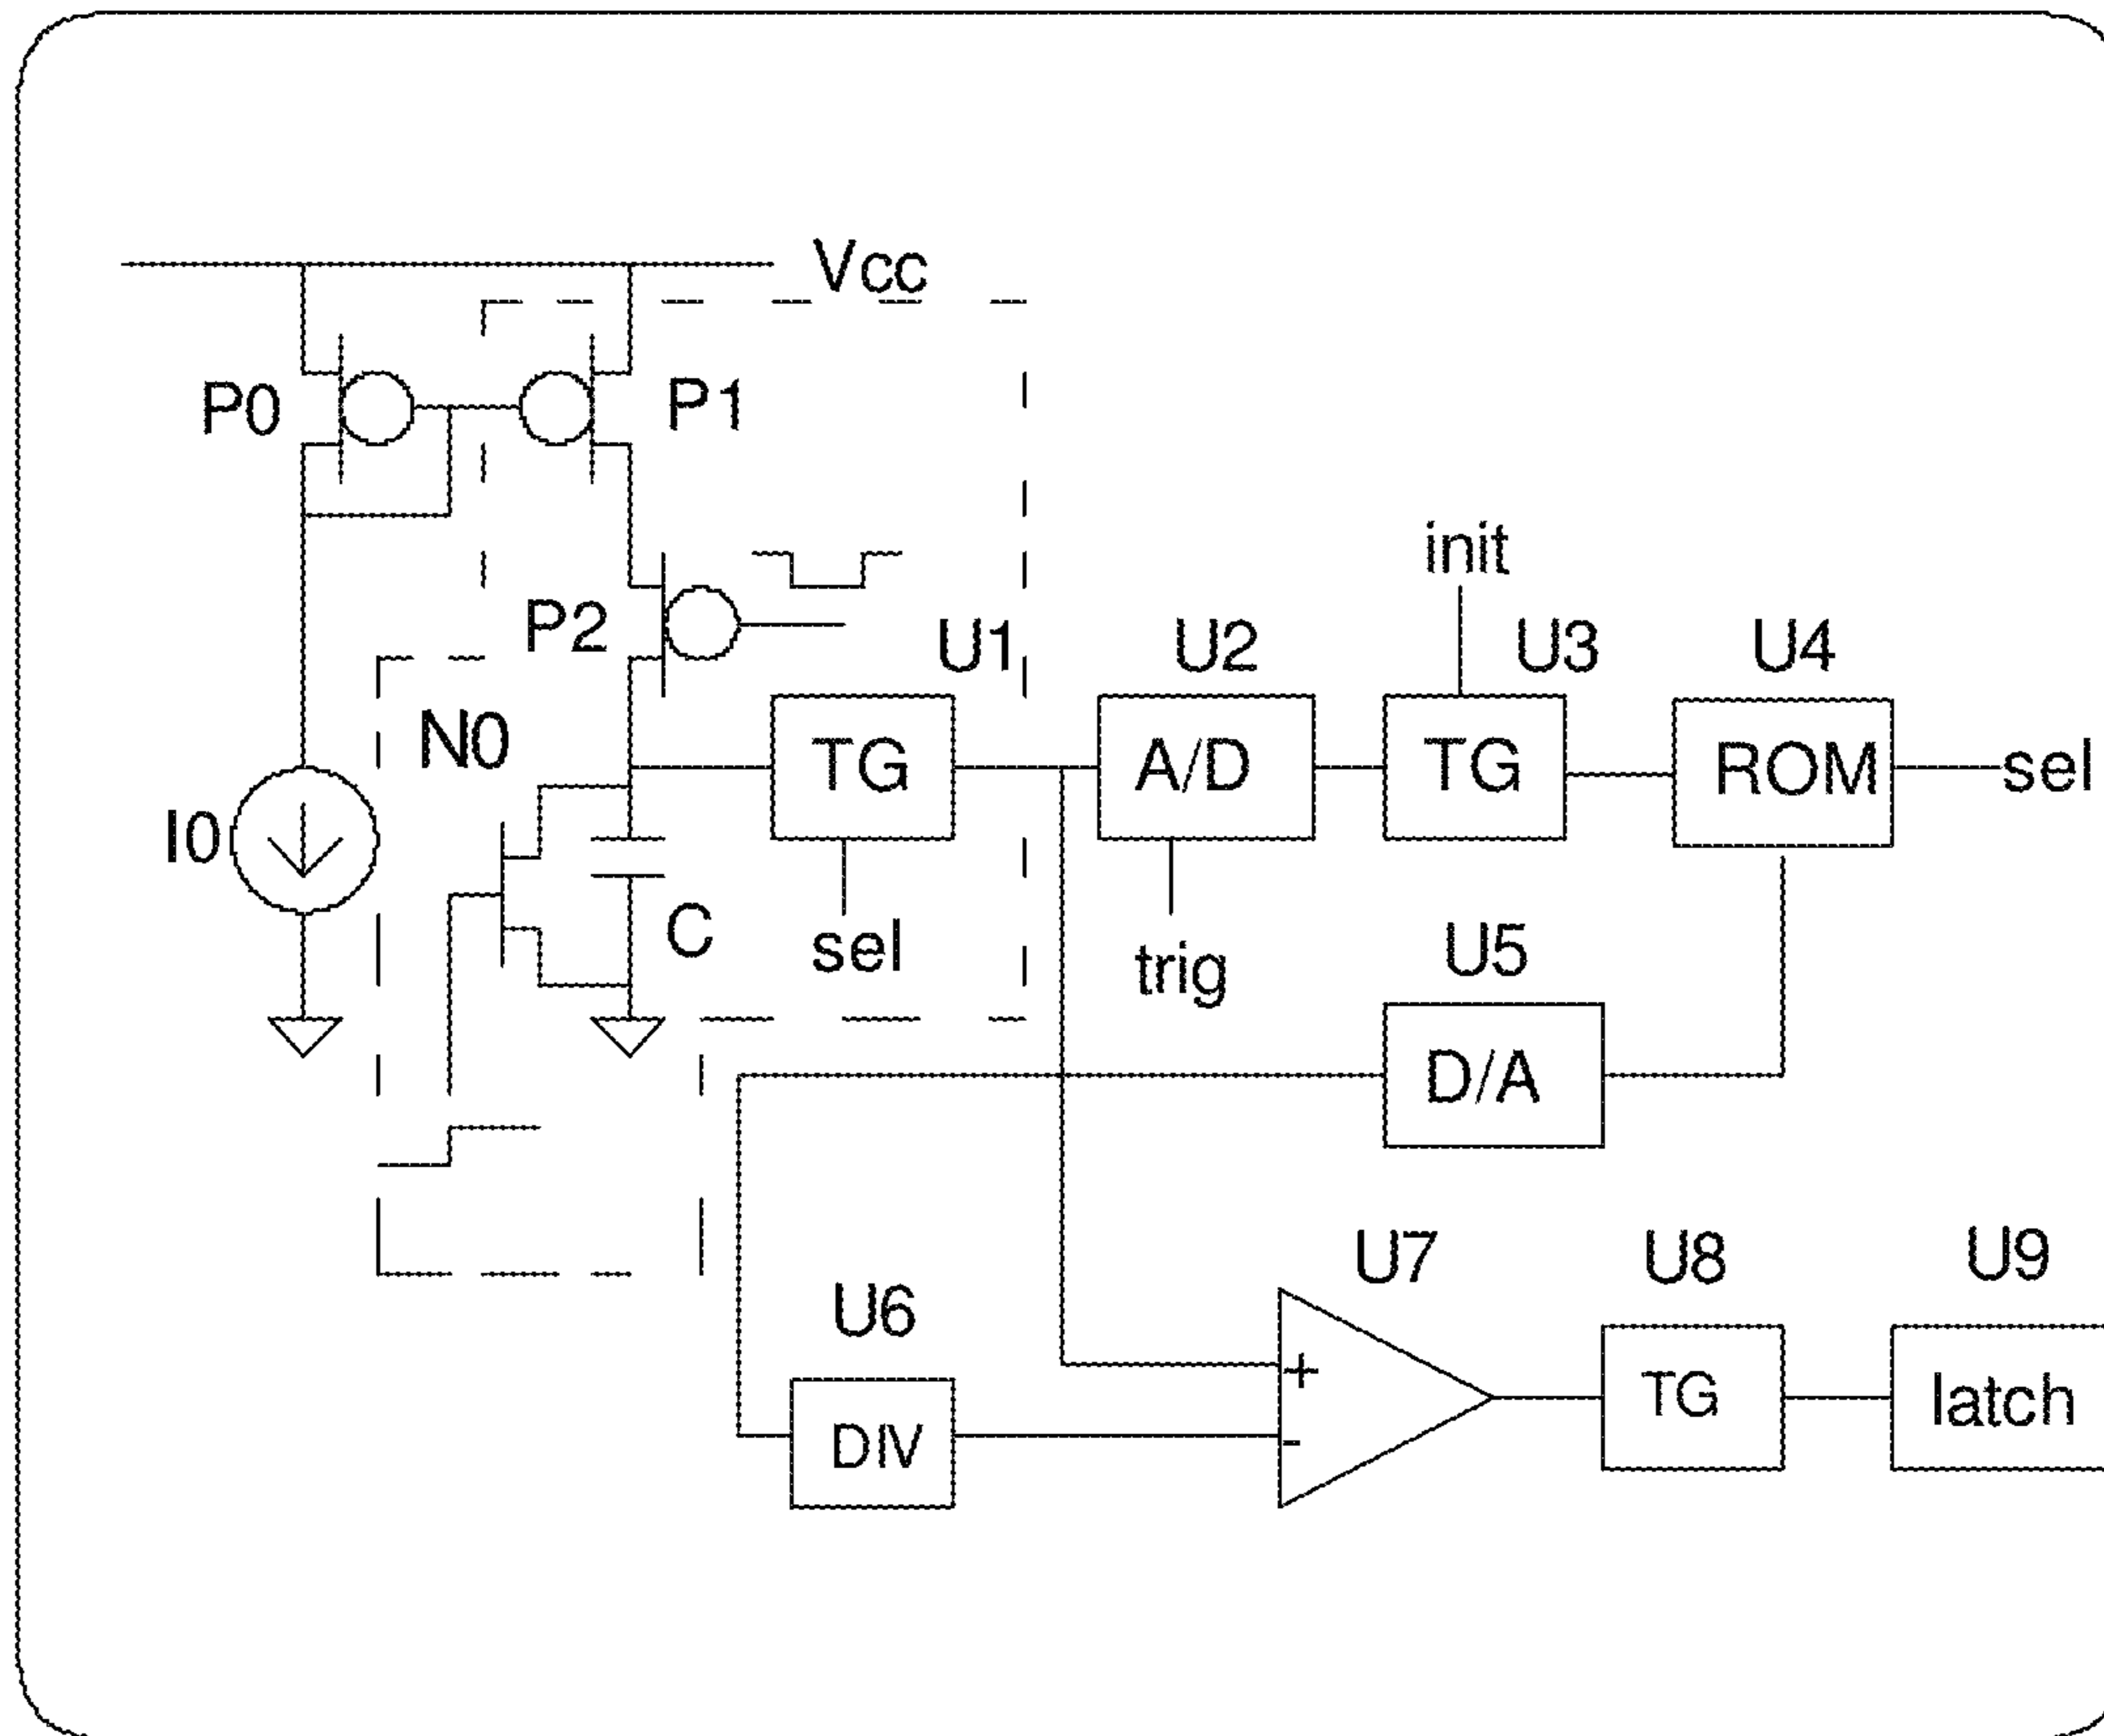 Vcc
P0
P1
init
P2
U1
U2
U3
U4
N0
TG
A/D
TG
ROM
sel
I0
C
sel
trig
U5
D/A
U7
U8
U9
U6
+
TG
latch
-
DIV